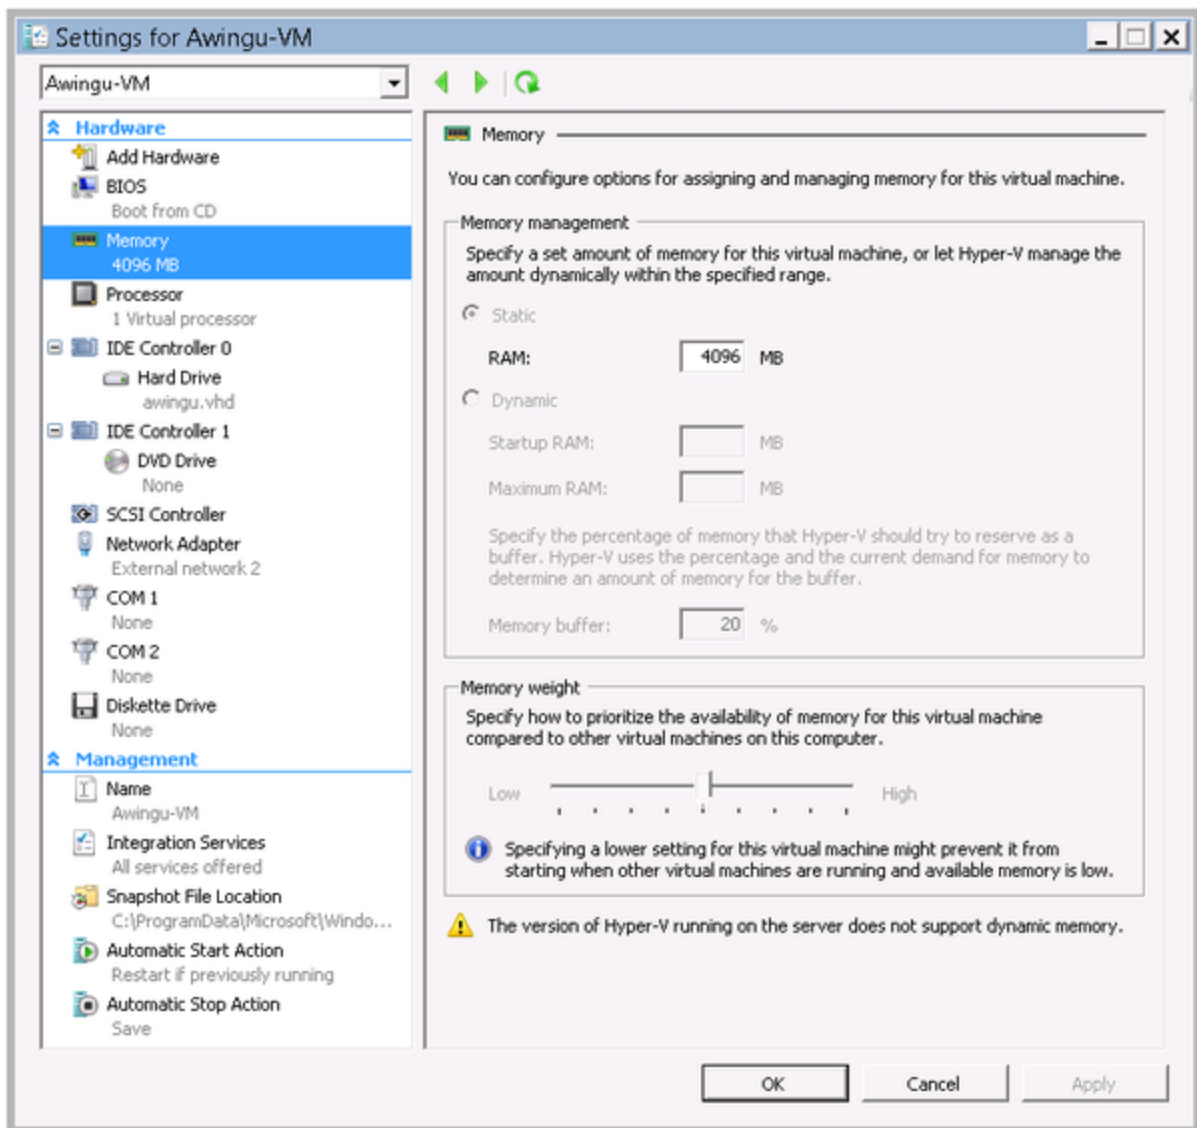 Settings for Awingu-VM
Awingu-VM
Hardware
Add Hardware
BIOS
Boot from CD
Memory
4096 MB
Processor
1 Virtual processor
IDE Controller 0
Hard Drive
awingu.vhd
IDE Controller 1
DVD Drive
None
SCSI Controller
Network Adapter
External network 2
COM 1
None
COM 2
None
Diskette Drive
None
Management
Name
Awingu-VM
Integration Services
All services offered
Snapshot File Location
C:\ProgramData\Microsoft\Windo...
Automatic Start Action
Restart if previously running
Automatic Stop Action
Save
Memory
You can configure options for assigning and managing memory for this virtual machine.
Memory management
Specify a set amount of memory for this virtual machine, or let Hyper-V manage the
amount dynamically within the specified range.
Static
RAM: 4096 MB
Dynamic
Startup RAM: MB
Maximum RAM: MB
Specify the percentage of memory that Hyper-V should try to reserve as a
buffer. Hyper-V uses the percentage and the current demand for memory to
determine an amount of memory for the buffer.
Memory buffer: 20 %
Memory weight
Specify how to prioritize the availability of memory for this virtual machine
compared to other virtual machines on this computer.
Low High
Specifying a lower setting for this virtual machine might prevent it from
starting when other virtual machines are running and available memory is low.
The version of Hyper-V running on the server does not support dynamic memory.
OK Cancel Apply